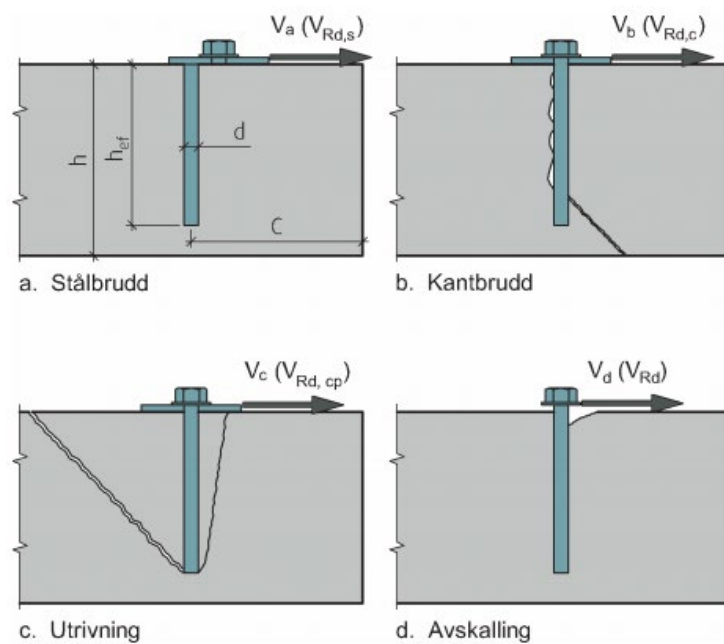 Va (VRd,s)
h
hef
d
C
a. Stålbrudd
Vb (VRd,c)
b. Kantbrudd
Vc (VRd, cp)
c. Utrivning
Vd (VRd)
d. Avskalling